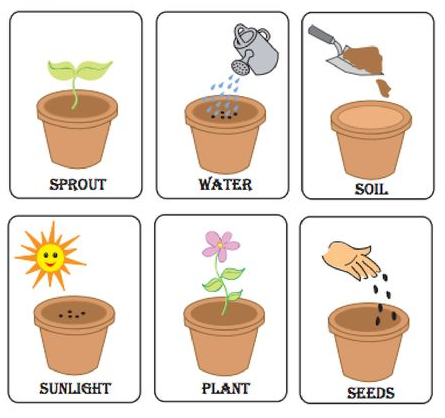 SPROUT
WATER
SOIL
SUNLIGHT
PLANT
SEEDS